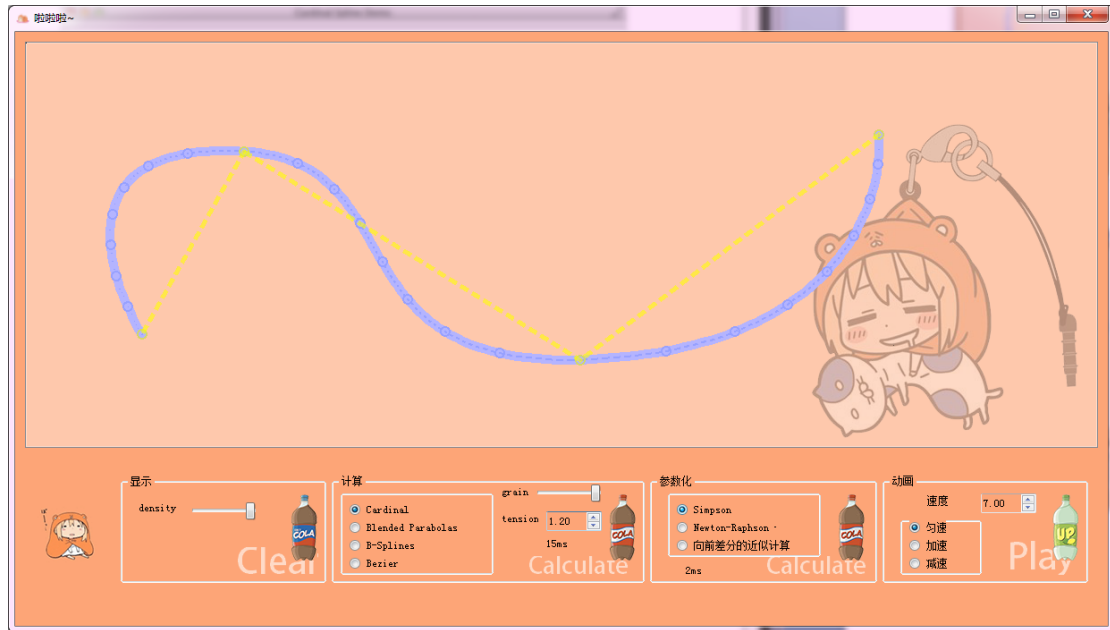 啦啦啦~
显示
density
COLA
Clear
计算
Cardinal
Blended Parabolas
B-Splines
Bezier
grain
tension 1.20
15ms
COLA
Calculate
参数化
Simpson
Newton-Raphson
向前差分的近似计算
2ms
COLA
Calculate
动画
速度 7.00
匀速
加速
减速
UP!
Play